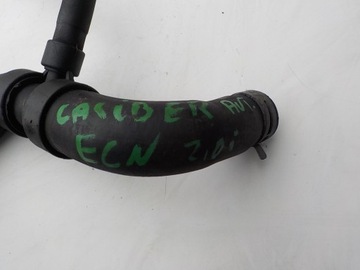 CALIBER AUT.
ECN 2.0i